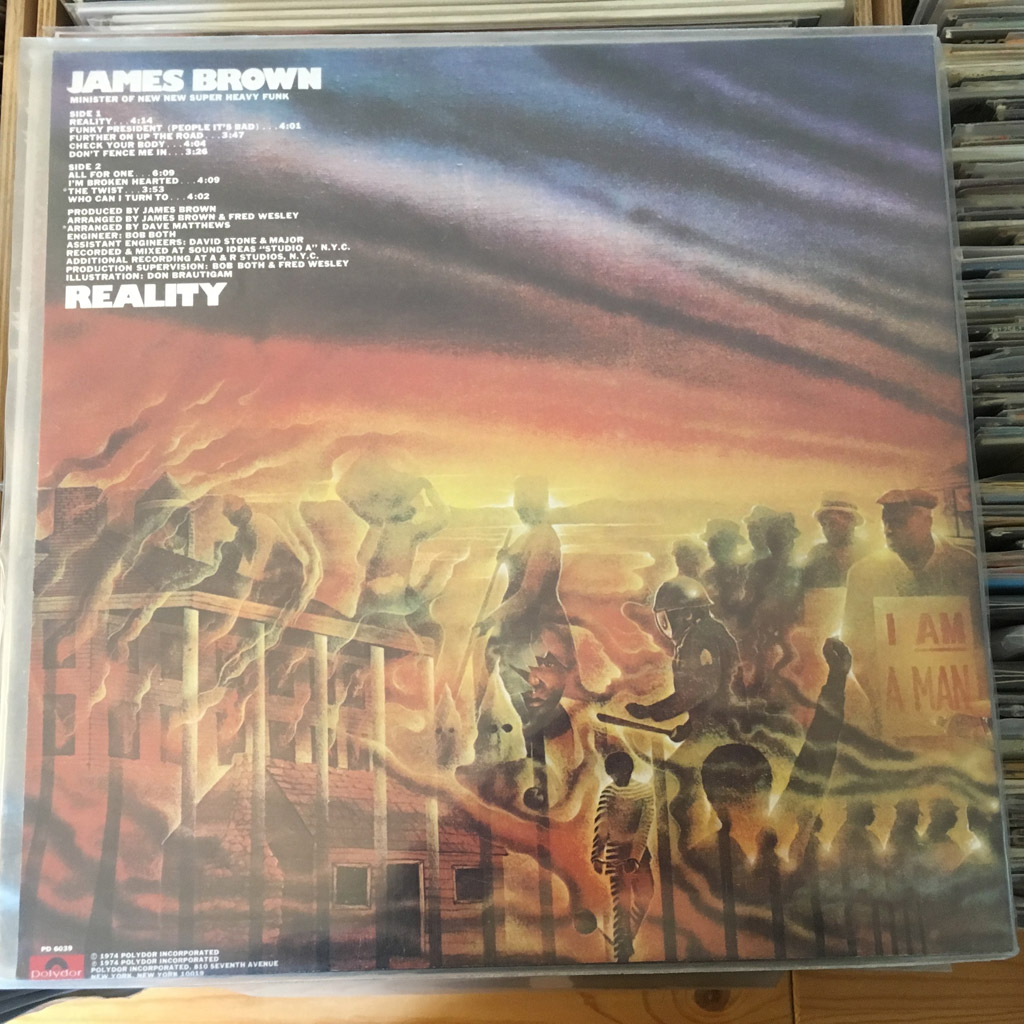 JAMES BROWN
MINISTER OF NEW NEW SUPER HEAVY FUNK
SIDE 1
REALITY...4:14
FUNKY PRESIDENT (PEOPLE IT'S BAD)...4:01
FURTHER ON UP THE ROAD...3:47
CHECK YOUR BODY...4:04
DON'T FENCE ME IN...3:26
SIDE 2
ALL FOR ONE...6:09
I'M BROKEN HEARTED...4:09
*THE TWIST...3:53
WHO CAN I TURN TO...4:02
PRODUCED BY JAMES BROWN
ARRANGED BY JAMES BROWN & FRED WESLEY
*ARRANGED BY DAVE MATTHEWS
ENGINEER: BOB BOTH
ASSISTANT ENGINEERS: DAVID STONE & MAJOR
RECORDED & MIXED AT SOUND IDEAS "STUDIO A" N.Y.C.
ADDITIONAL RECORDING AT A & R STUDIOS, N.Y.C.
PRODUCTION SUPERVISION: BOB BOTH & FRED WESLEY
ILLUSTRATION: DON BRAUTIGAM
REALITY
I AM
A MAN
PD 6039
polydor
© 1974 POLYDOR INCORPORATED
℗ 1974 POLYDOR INCORPORATED
POLYDOR INCORPORATED, 810 SEVENTH AVENUE
NEW YORK, NEW YORK 10019